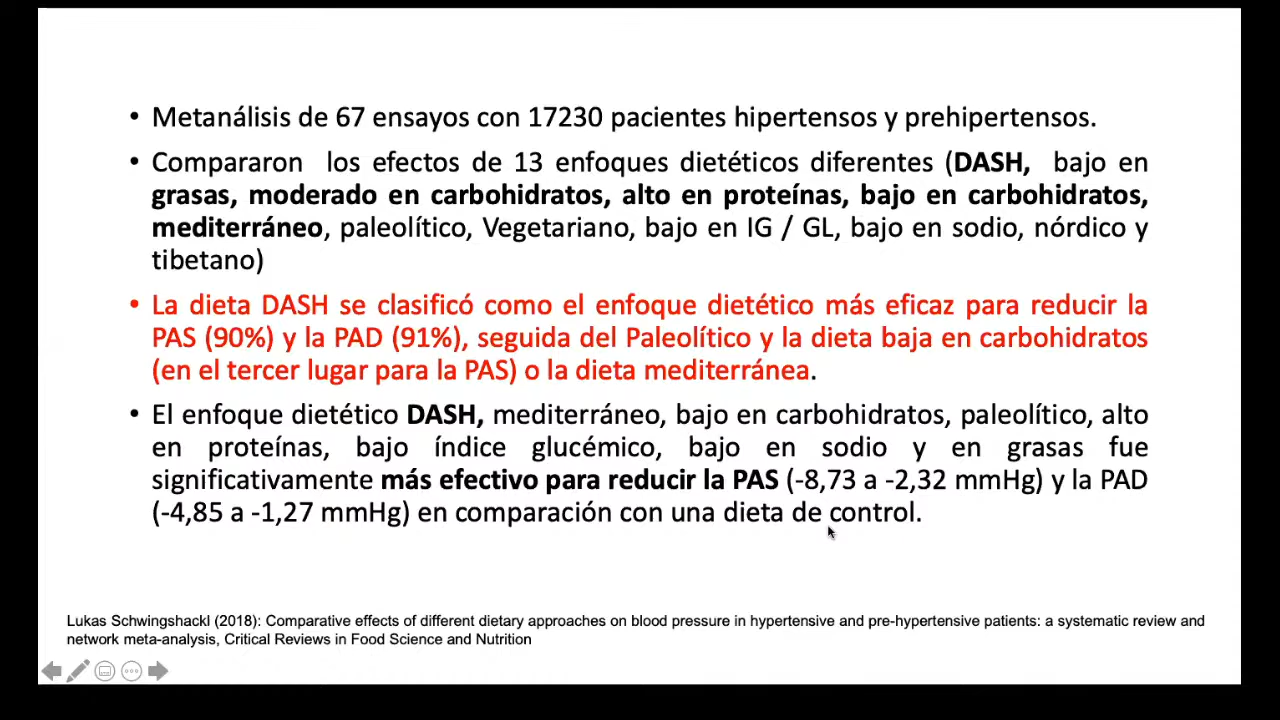 • Metanálisis de 67 ensayos con 17230 pacientes hipertensos y prehipertensos.
• Compararon los efectos de 13 enfoques dietéticos diferentes (DASH, bajo en
grasas, moderado en carbohidratos, alto en proteínas, bajo en carbohidratos,
mediterráneo, paleolítico, Vegetariano, bajo en IG / GL, bajo en sodio, nórdico y
tibetano)
• La dieta DASH se clasificó como el enfoque dietético más eficaz para reducir la
PAS (90%) y la PAD (91%), seguida del Paleolítico y la dieta baja en carbohidratos
(en el tercer lugar para la PAS) o la dieta mediterránea.
• El enfoque dietético DASH, mediterráneo, bajo en carbohidratos, paleolítico, alto
en proteínas, bajo índice glucémico, bajo en sodio y en grasas fue
significativamente más efectivo para reducir la PAS (-8,73 a -2,32 mmHg) y la PAD
(-4,85 a -1,27 mmHg) en comparación con una dieta de control.
Lukas Schwingshackl (2018): Comparative effects of different dietary approaches on blood pressure in hypertensive and pre-hypertensive patients: a systematic review and
network meta-analysis, Critical Reviews in Food Science and Nutrition